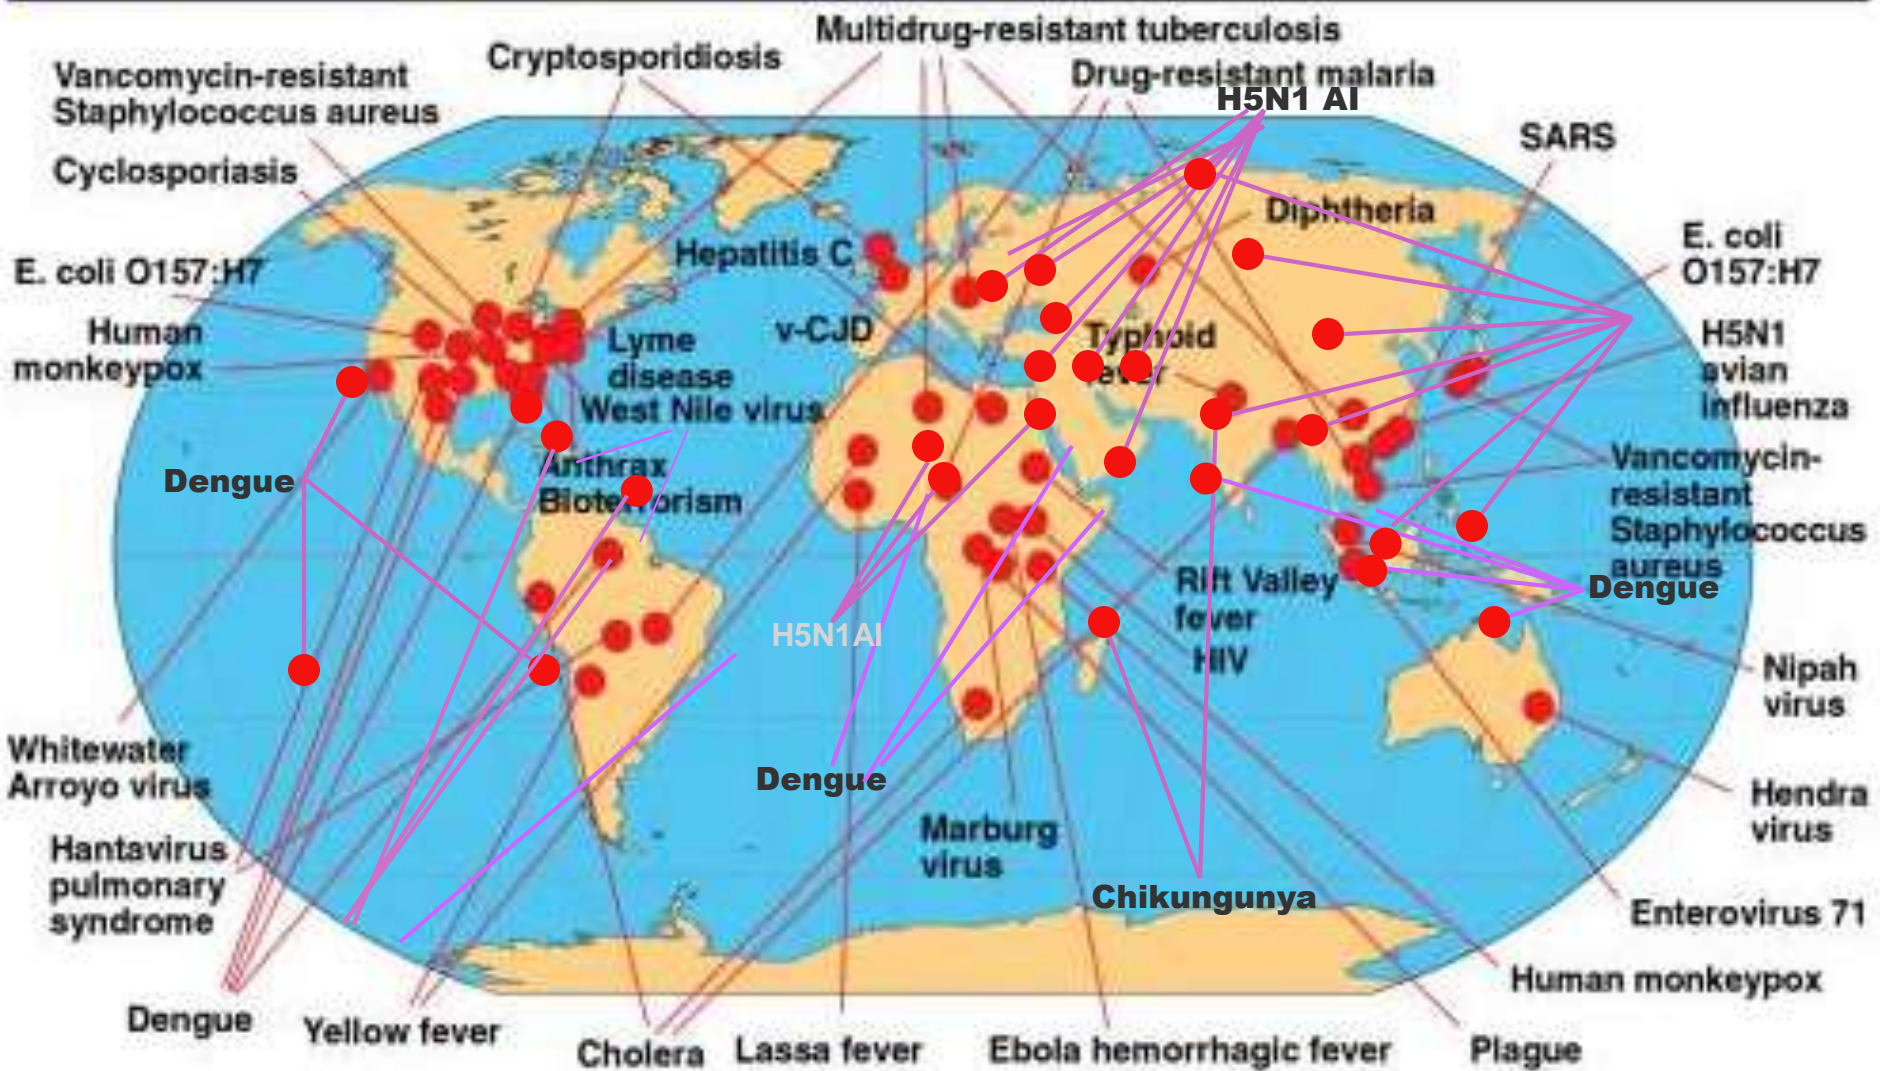 Multidrug-resistant tuberculosis
Cryptosporidiosis
Drug-resistant malaria
Vancomycin-resistant
Staphylococcus aureus
H5N1 AI
SARS
Cyclosporiasis
Diphtheria
E. coli
O157:H7
Hepatitis C
E. coli O157:H7
Human
monkeypox
Lyme
disease
v-CJD
Typhoid
fever
H5N1
avian
influenza
West Nile virus
Anthrax
Bioterrorism
Dengue
Vancomycin-
resistant
Staphylococcus
aureus
Rift Valley
fever
Dengue
H5N1AI
HIV
Nipah
virus
Whitewater
Arroyo virus
Dengue
Hendra
virus
Marburg
virus
Hantavirus
pulmonary
syndrome
Chikungunya
Enterovirus 71
Human monkeypox
Dengue
Yellow fever
Cholera
Lassa fever
Ebola hemorrhagic fever
Plague